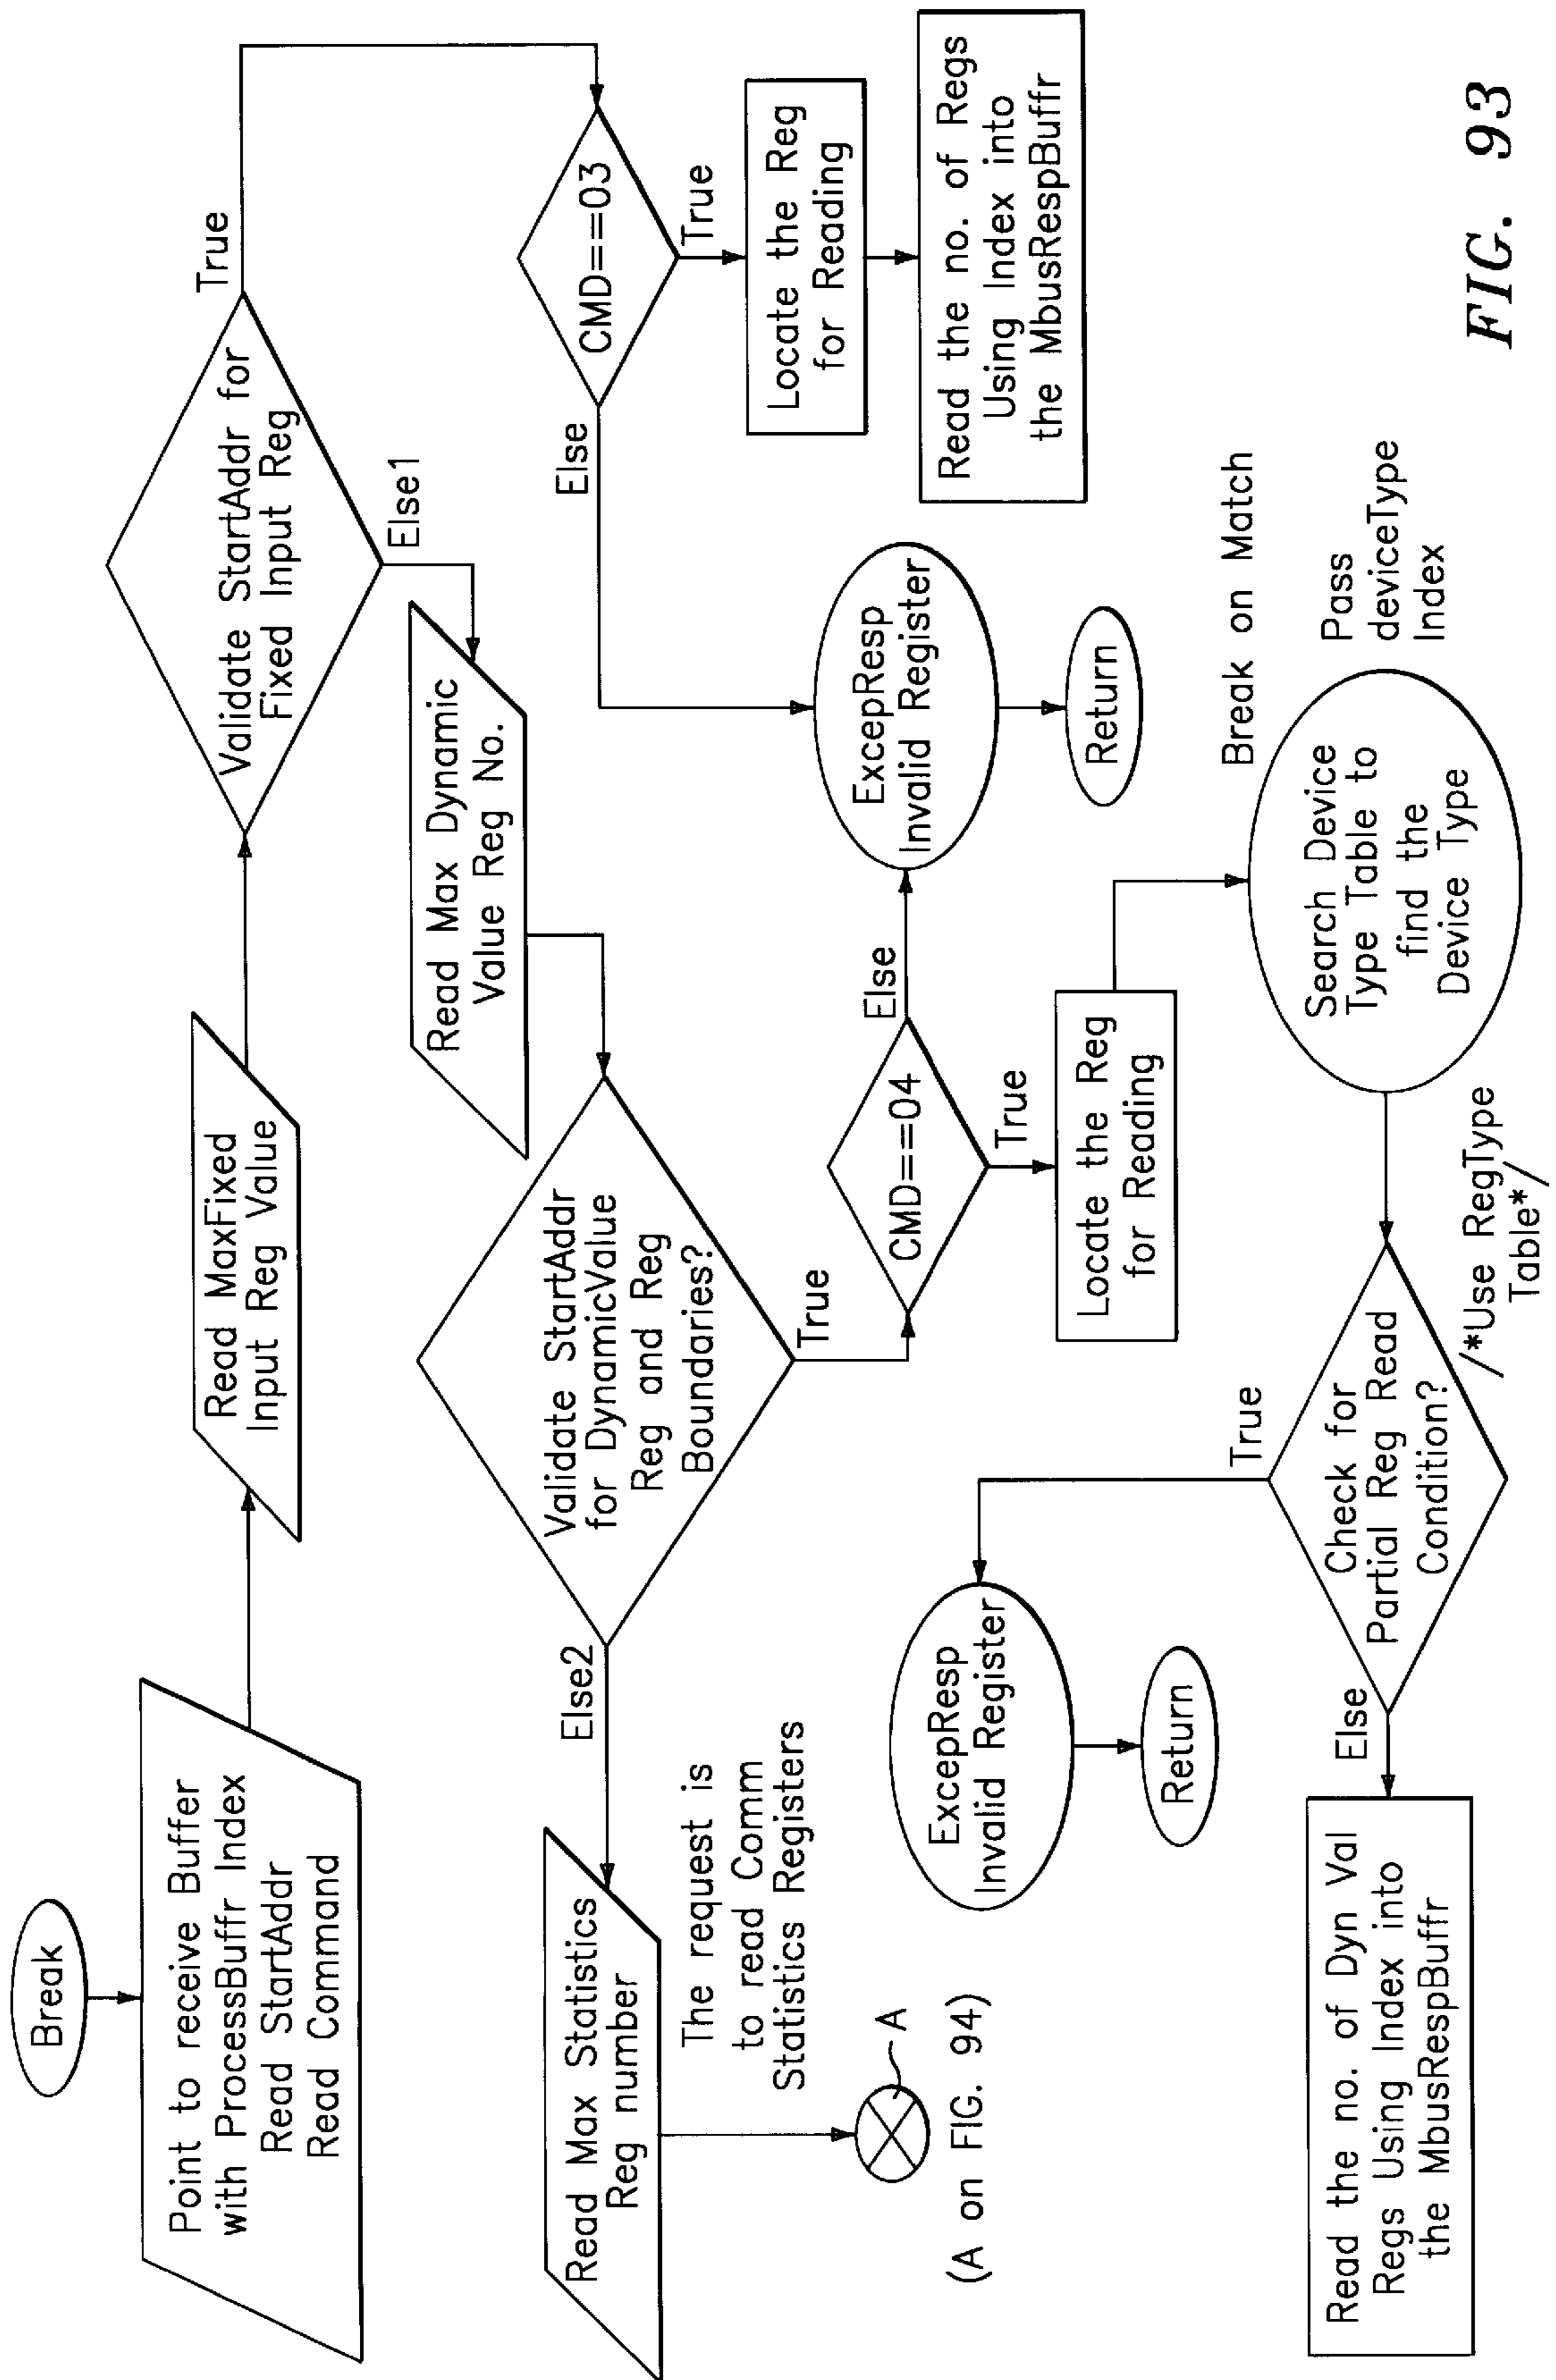 Break
Point to receive Buffer
with ProcessBuffr Index
Read StartAddr
Read Command
Read MaxFixed
Input Reg Value
Validate StartAddr for
Fixed Input Reg
True
Else1
Read Max Dynamic
Value Reg No.
CMD==03
Else
True
Locate the Reg
for Reading
Read the no. of Regs
Using Index into
the MbusRespBuffr
Validate StartAddr
for DynamicValue
Reg and Reg
Boundaries?
Else2
True
Read Max Statistics
Reg number
The request is
to read Comm
Statistics Registers
A
(A on FIG. 94)
CMD==04
Else
True
ExcepResp
Invalid Register
Return
Locate the Reg
for Reading
Break on Match
Search Device
Type Table to
find the
Device Type
Pass
deviceType
Index
Check for
Partial Reg Read
Condition?
/*Use RegType
Table*/
True
Else
ExcepResp
Invalid Register
Return
Read the no. of Dyn Val
Regs Using Index into
the MbusRespBuffr
FIG. 93